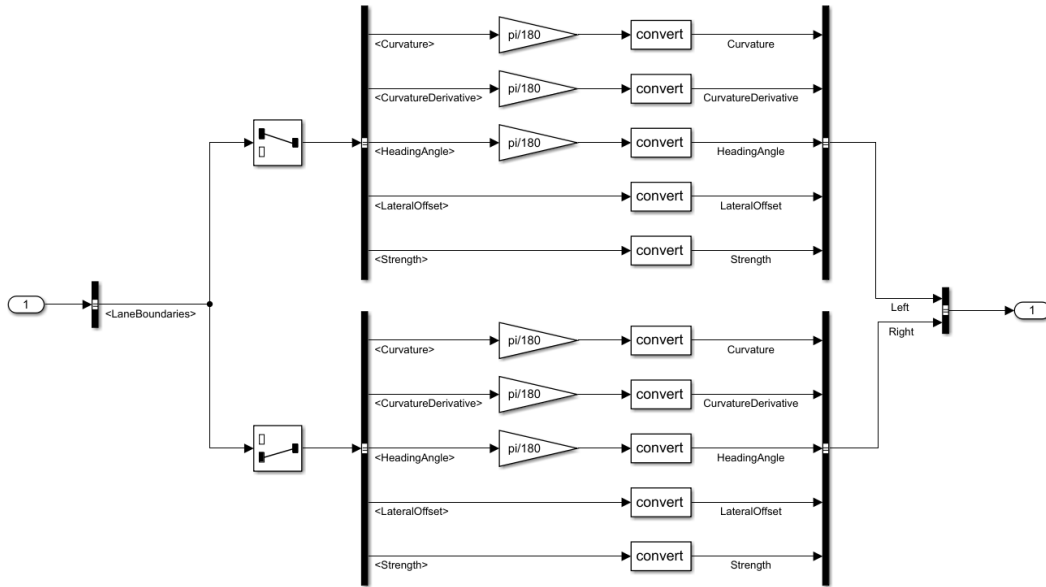 <Curvature>
pi/180
convert
Curvature
<CurvatureDerivative>
pi/180
convert
CurvatureDerivative
<HeadingAngle>
pi/180
convert
HeadingAngle
<LateralOffset>
convert
LateralOffset
<Strength>
convert
Strength
1
<LaneBoundaries>
Left
Right
1
<Curvature>
pi/180
convert
Curvature
<CurvatureDerivative>
pi/180
convert
CurvatureDerivative
<HeadingAngle>
pi/180
convert
HeadingAngle
<LateralOffset>
convert
LateralOffset
<Strength>
convert
Strength